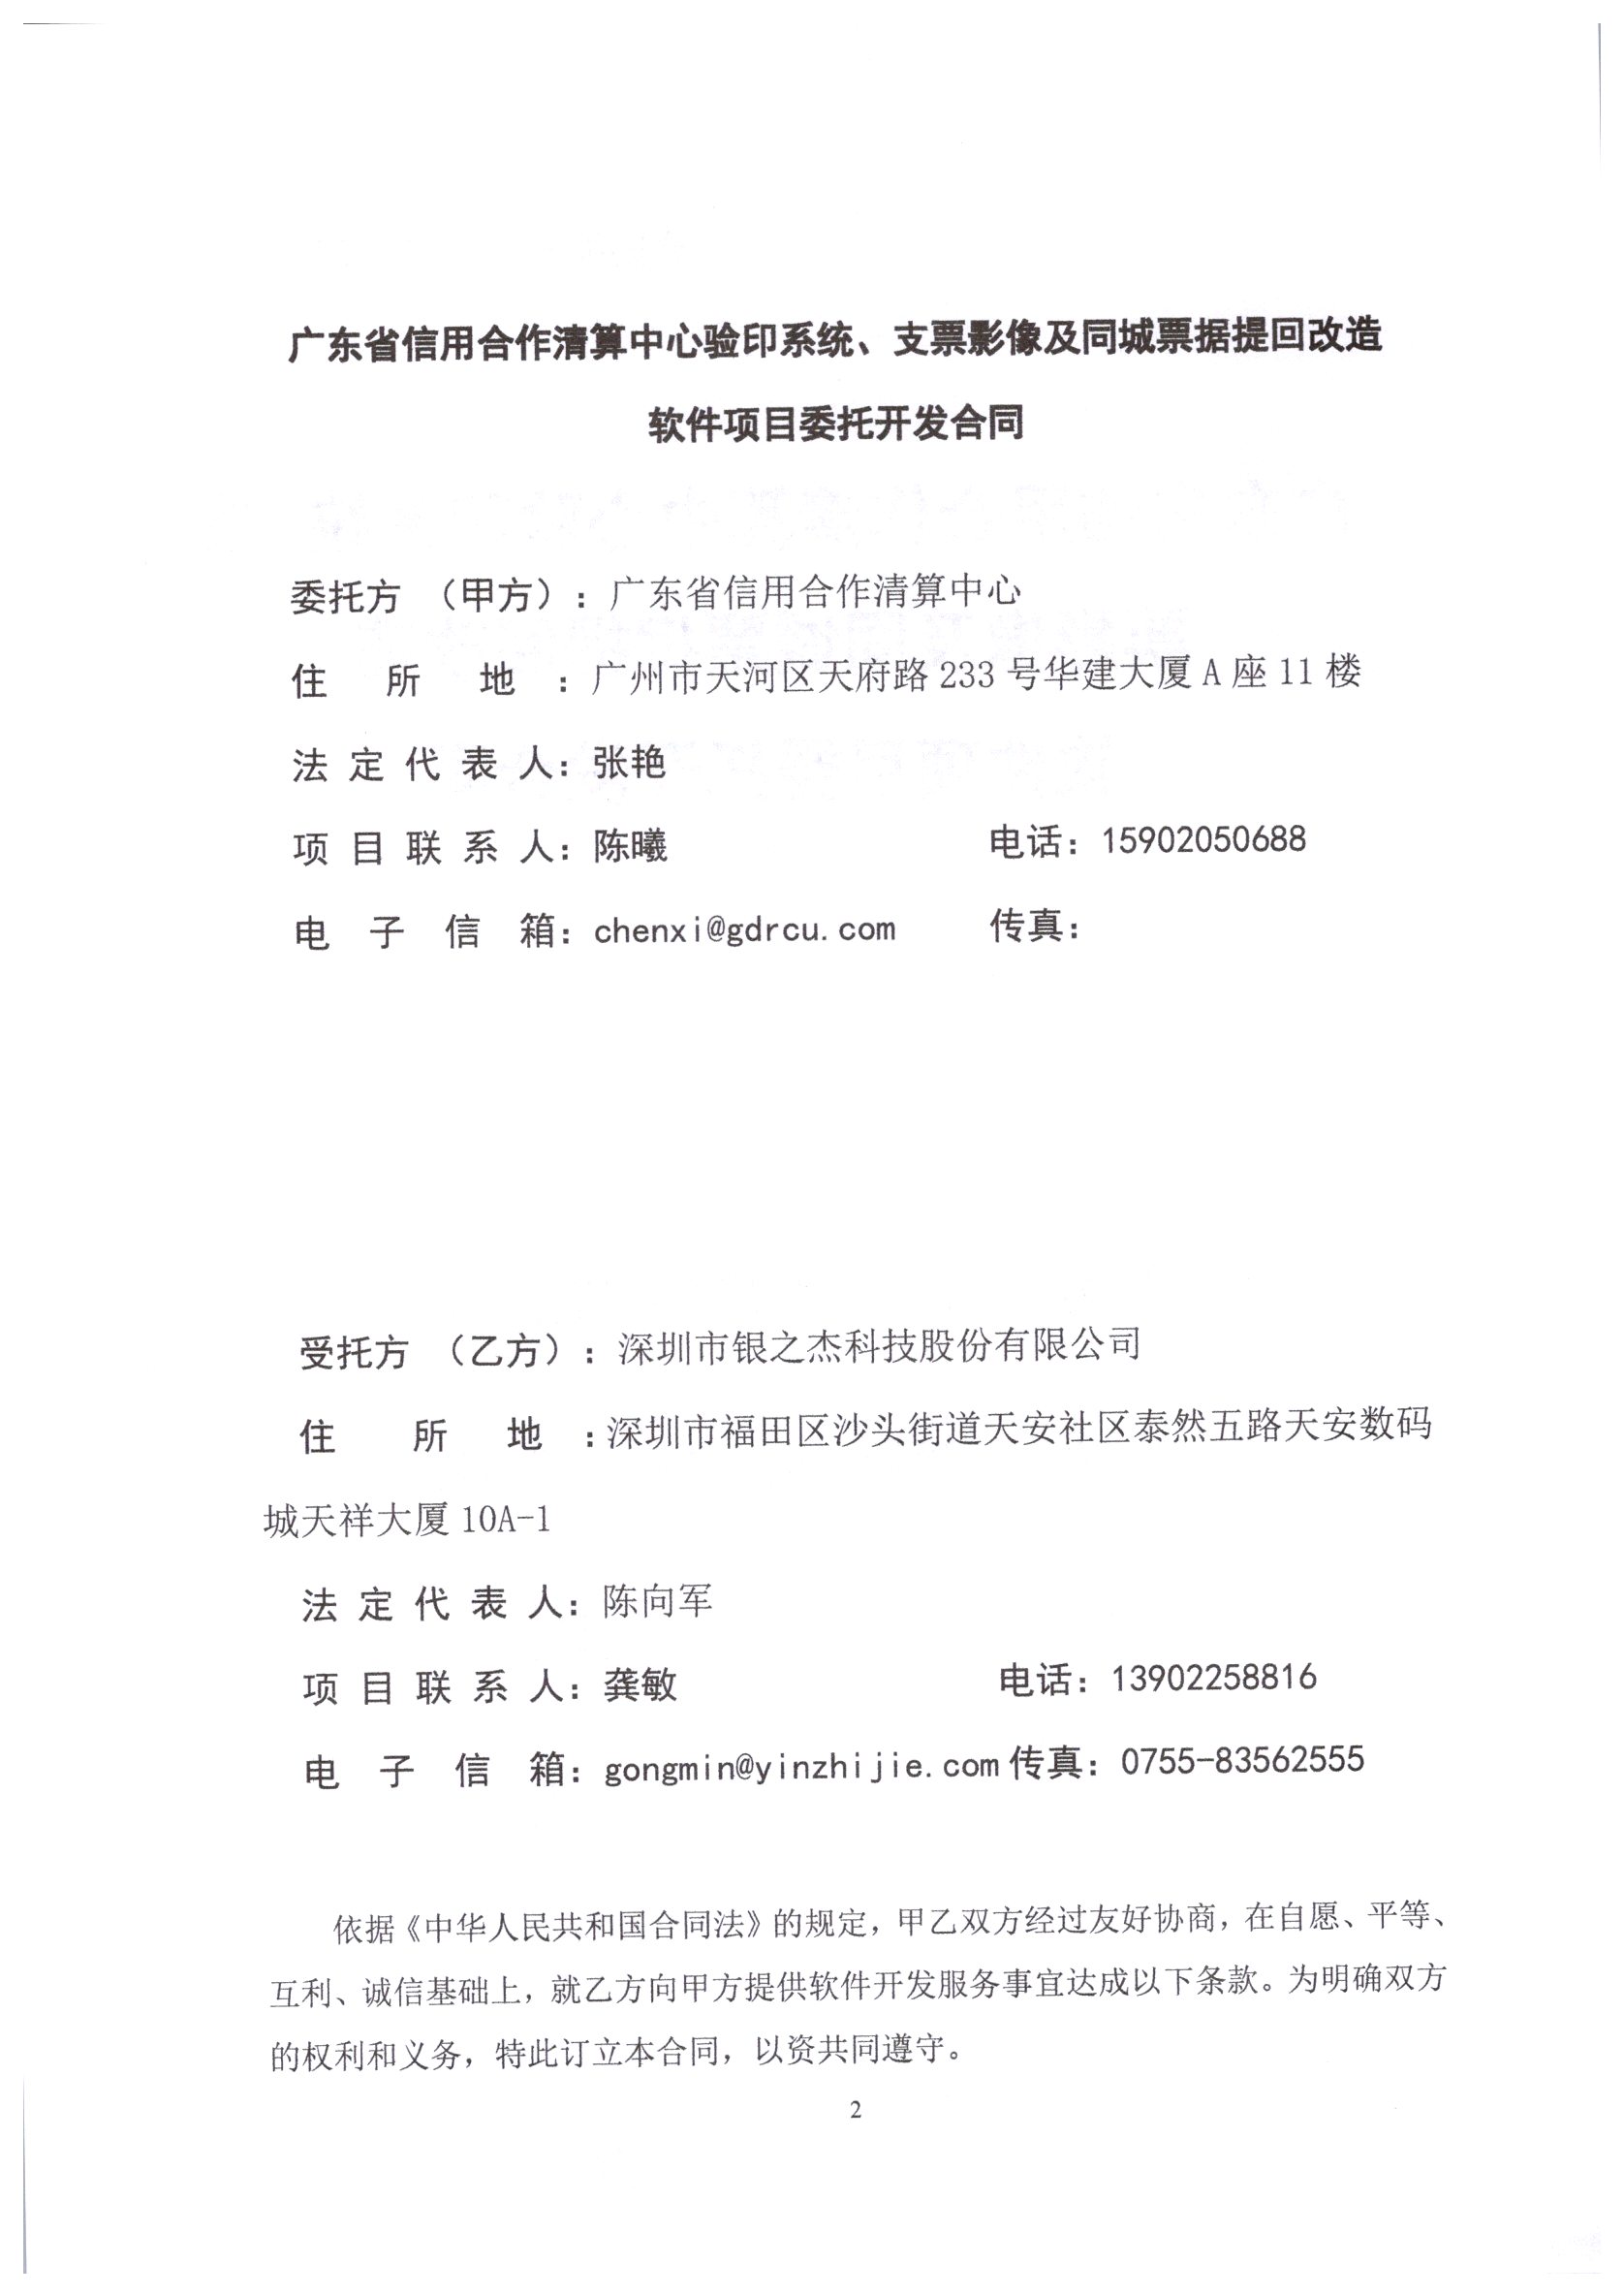 广东省信用合作清算中心验印系统、支票影像及同城票据提回改造
软件项目委托开发合同
委托方 （甲方）：广东省信用合作清算中心
住 所 地 ：广州市天河区天府路 233 号华建大厦 A 座 11 楼
法 定 代 表 人：张艳
项 目 联 系 人：陈曦 电话：15902050688
电 子 信 箱：chenxi@gdrcu.com 传真：
受托方 （乙方）：深圳市银之杰科技股份有限公司
住 所 地 ：深圳市福田区沙头街道天安社区泰然五路天安数码
城天祥大厦 10A-1
法 定 代 表 人：陈向军
项 目 联 系 人：龚敏 电话：13902258816
电 子 信 箱：gongmin@yinzhijie.com 传真：0755-83562555
依据《中华人民共和国合同法》的规定，甲乙双方经过友好协商，在自愿、平等、
互利、诚信基础上，就乙方向甲方提供软件开发服务事宜达成以下条款。为明确双方
的权利和义务，特此订立本合同，以资共同遵守。
2